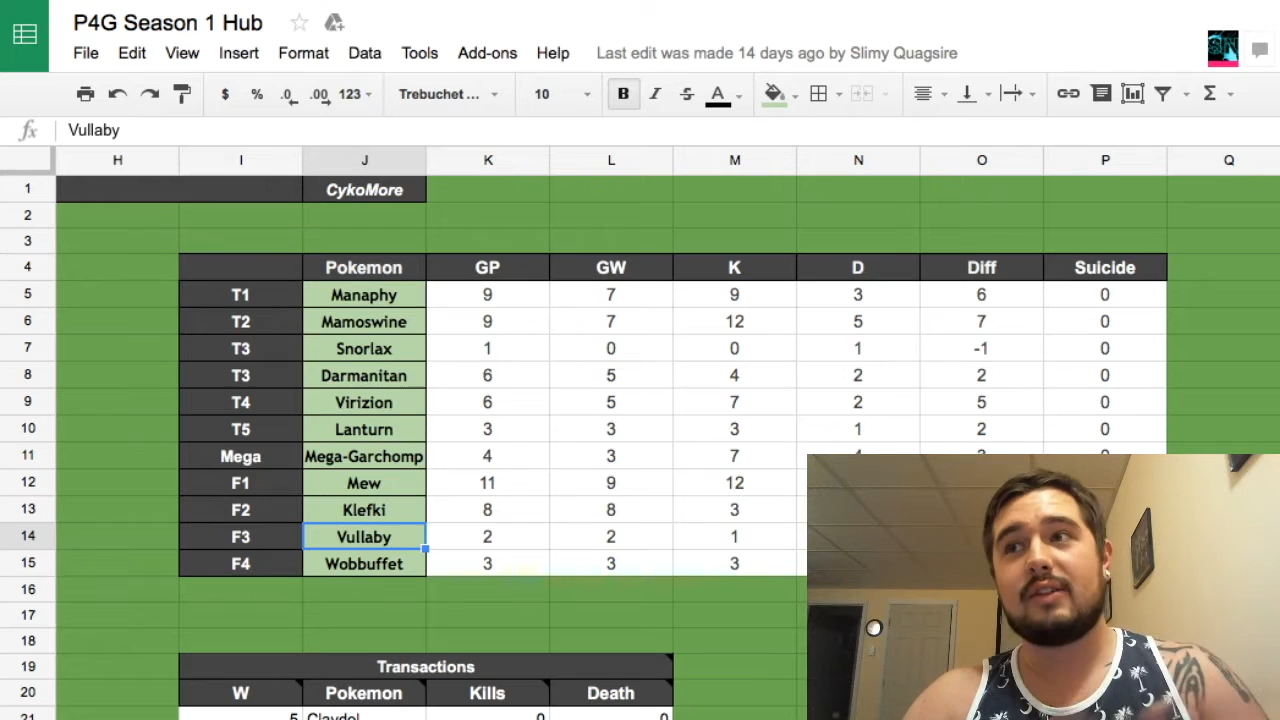 P4G Season 1 Hub
File Edit View Insert Format Data Tools Add-ons Help Last edit was made 14 days ago by Slimy Quagsire
$ % .0 .00 123 Trebuchet ... 10 B I S A Σ
fx Vullaby
H I J K L M N O P Q
1 CykoMore
2
3
4 Pokemon GP GW K D Diff Suicide
5 T1 Manaphy 9 7 9 3 6 0
6 T2 Mamoswine 9 7 12 5 7 0
7 T3 Snorlax 1 0 0 1 -1 0
8 T3 Darmanitan 6 5 4 2 2 0
9 T4 Virizion 6 5 7 2 5 0
10 T5 Lanturn 3 3 3 1 2 0
11 Mega Mega-Garchomp 4 3 7
12 F1 Mew 11 9 12
13 F2 Klefki 8 8 3
14 F3 Vullaby 2 2 1
15 F4 Wobbuffet 3 3 3
16
17
18
19 Transactions
20 W Pokemon Kills Death
21 5 Claydol 0 0